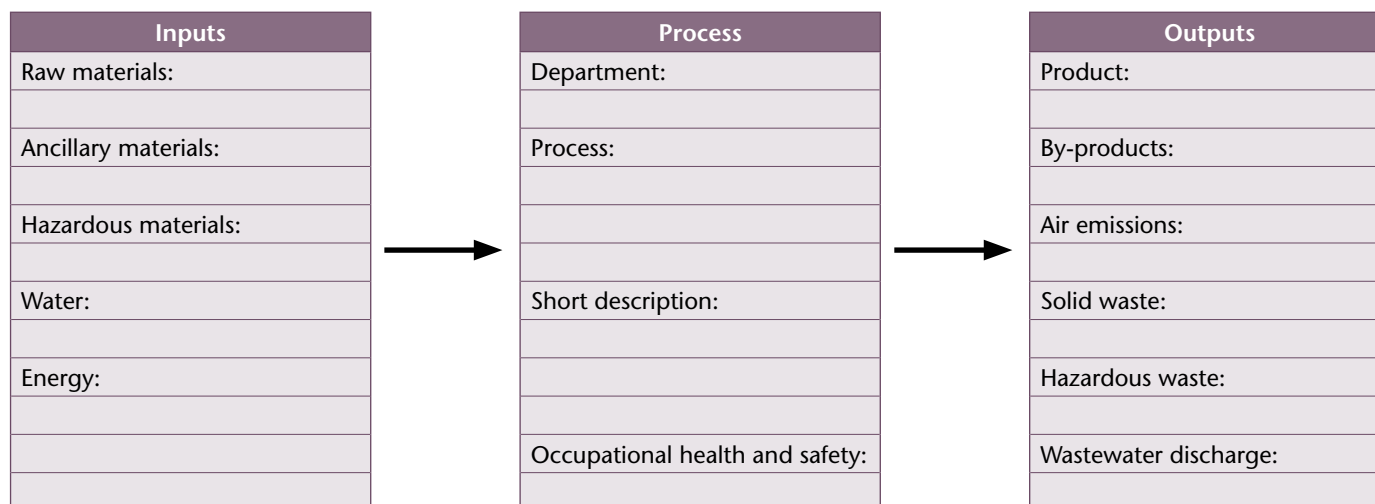 Inputs
Raw materials:
Ancillary materials:
Hazardous materials:
Water:
Energy:
Process
Department:
Process:
Short description:
Occupational health and safety:
Outputs
Product:
By-products:
Air emissions:
Solid waste:
Hazardous waste:
Wastewater discharge: